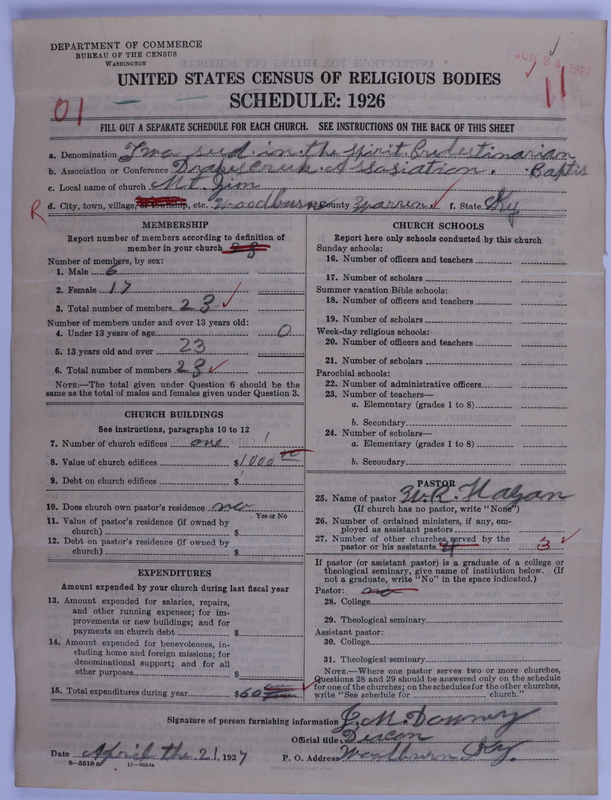 DEPARTMENT OF COMMERCE
BUREAU OF THE CENSUS
WASHINGTON
UNITED STATES CENSUS OF RELIGIOUS BODIES
SCHEDULE: 1926
01
11
FILL OUT A SEPARATE SCHEDULE FOR EACH CHURCH. SEE INSTRUCTIONS ON THE BACK OF THIS SHEET
a. Denomination Two seed in the Spirit Predestinarian
Baptis
b. Association or Conference Drakes Creek Asosiation.
c. Local name of church Mt. Zim
R d. City, town, village, or township, etc. Woodburn County Warren f. State Ky
MEMBERSHIP
Report number of members according to definition of
member in your church
Number of members, by sex:
1. Male 6
2. Female 17
3. Total number of members 23
Number of members under and over 13 years old:
4. Under 13 years of age 0
5. 13 years old and over 23
6. Total number of members 23
NOTE.—The total given under Question 6 should be the
same as the total of males and females given under Question 3.
CHURCH BUILDINGS
See instructions, paragraphs 10 to 12
7. Number of church edifices one 1
8. Value of church edifices $1,000 00
9. Debt on church edifices $
10. Does church own pastor's residence no
Yes or No
11. Value of pastor's residence (if owned by
church) $
12. Debt on pastor's residence (if owned by
church) $
EXPENDITURES
Amount expended by your church during last fiscal year
13. Amount expended for salaries, repairs,
and other running expenses; for im-
provements or new buildings; and for
payments on church debt $
14. Amount expended for benevolences, in-
cluding home and foreign missions; for
denominational support; and for all
other purposes $
15. Total expenditures during year $60
CHURCH SCHOOLS
Report here only schools conducted by this church
Sunday schools:
16. Number of officers and teachers
17. Number of scholars
Summer vacation Bible schools:
18. Number of officers and teachers
19. Number of scholars
Week-day religious schools:
20. Number of officers and teachers
21. Number of scholars
Parochial schools:
22. Number of administrative officers
23. Number of teachers—
a. Elementary (grades 1 to 8)
b. Secondary
24. Number of scholars—
a. Elementary (grades 1 to 8)
b. Secondary
PASTOR
25. Name of pastor W.R. Hagan
(If church has no pastor, write "None")
26. Number of ordained ministers, if any, em-
ployed as assistant pastors
27. Number of other churches served by the
pastor or his assistants 4 3
If pastor (or assistant pastor) is a graduate of a college or
theological seminary, give name of institution below. (If
not a graduate, write "No" in the space indicated.)
Pastor: no
28. College
29. Theological seminary
Assistant pastor:
30. College
31. Theological seminary
NOTE.—Where one pastor serves two or more churches,
Questions 28 and 29 should be answered only on the schedule
for one of the churches; on the schedules for the other churches,
write "See schedule for church."
Signature of person furnishing information J. M. Downey
Official title Deacon
Date April the 21, 1927 P. O. Address Woodburn Ky.
8—5518 a